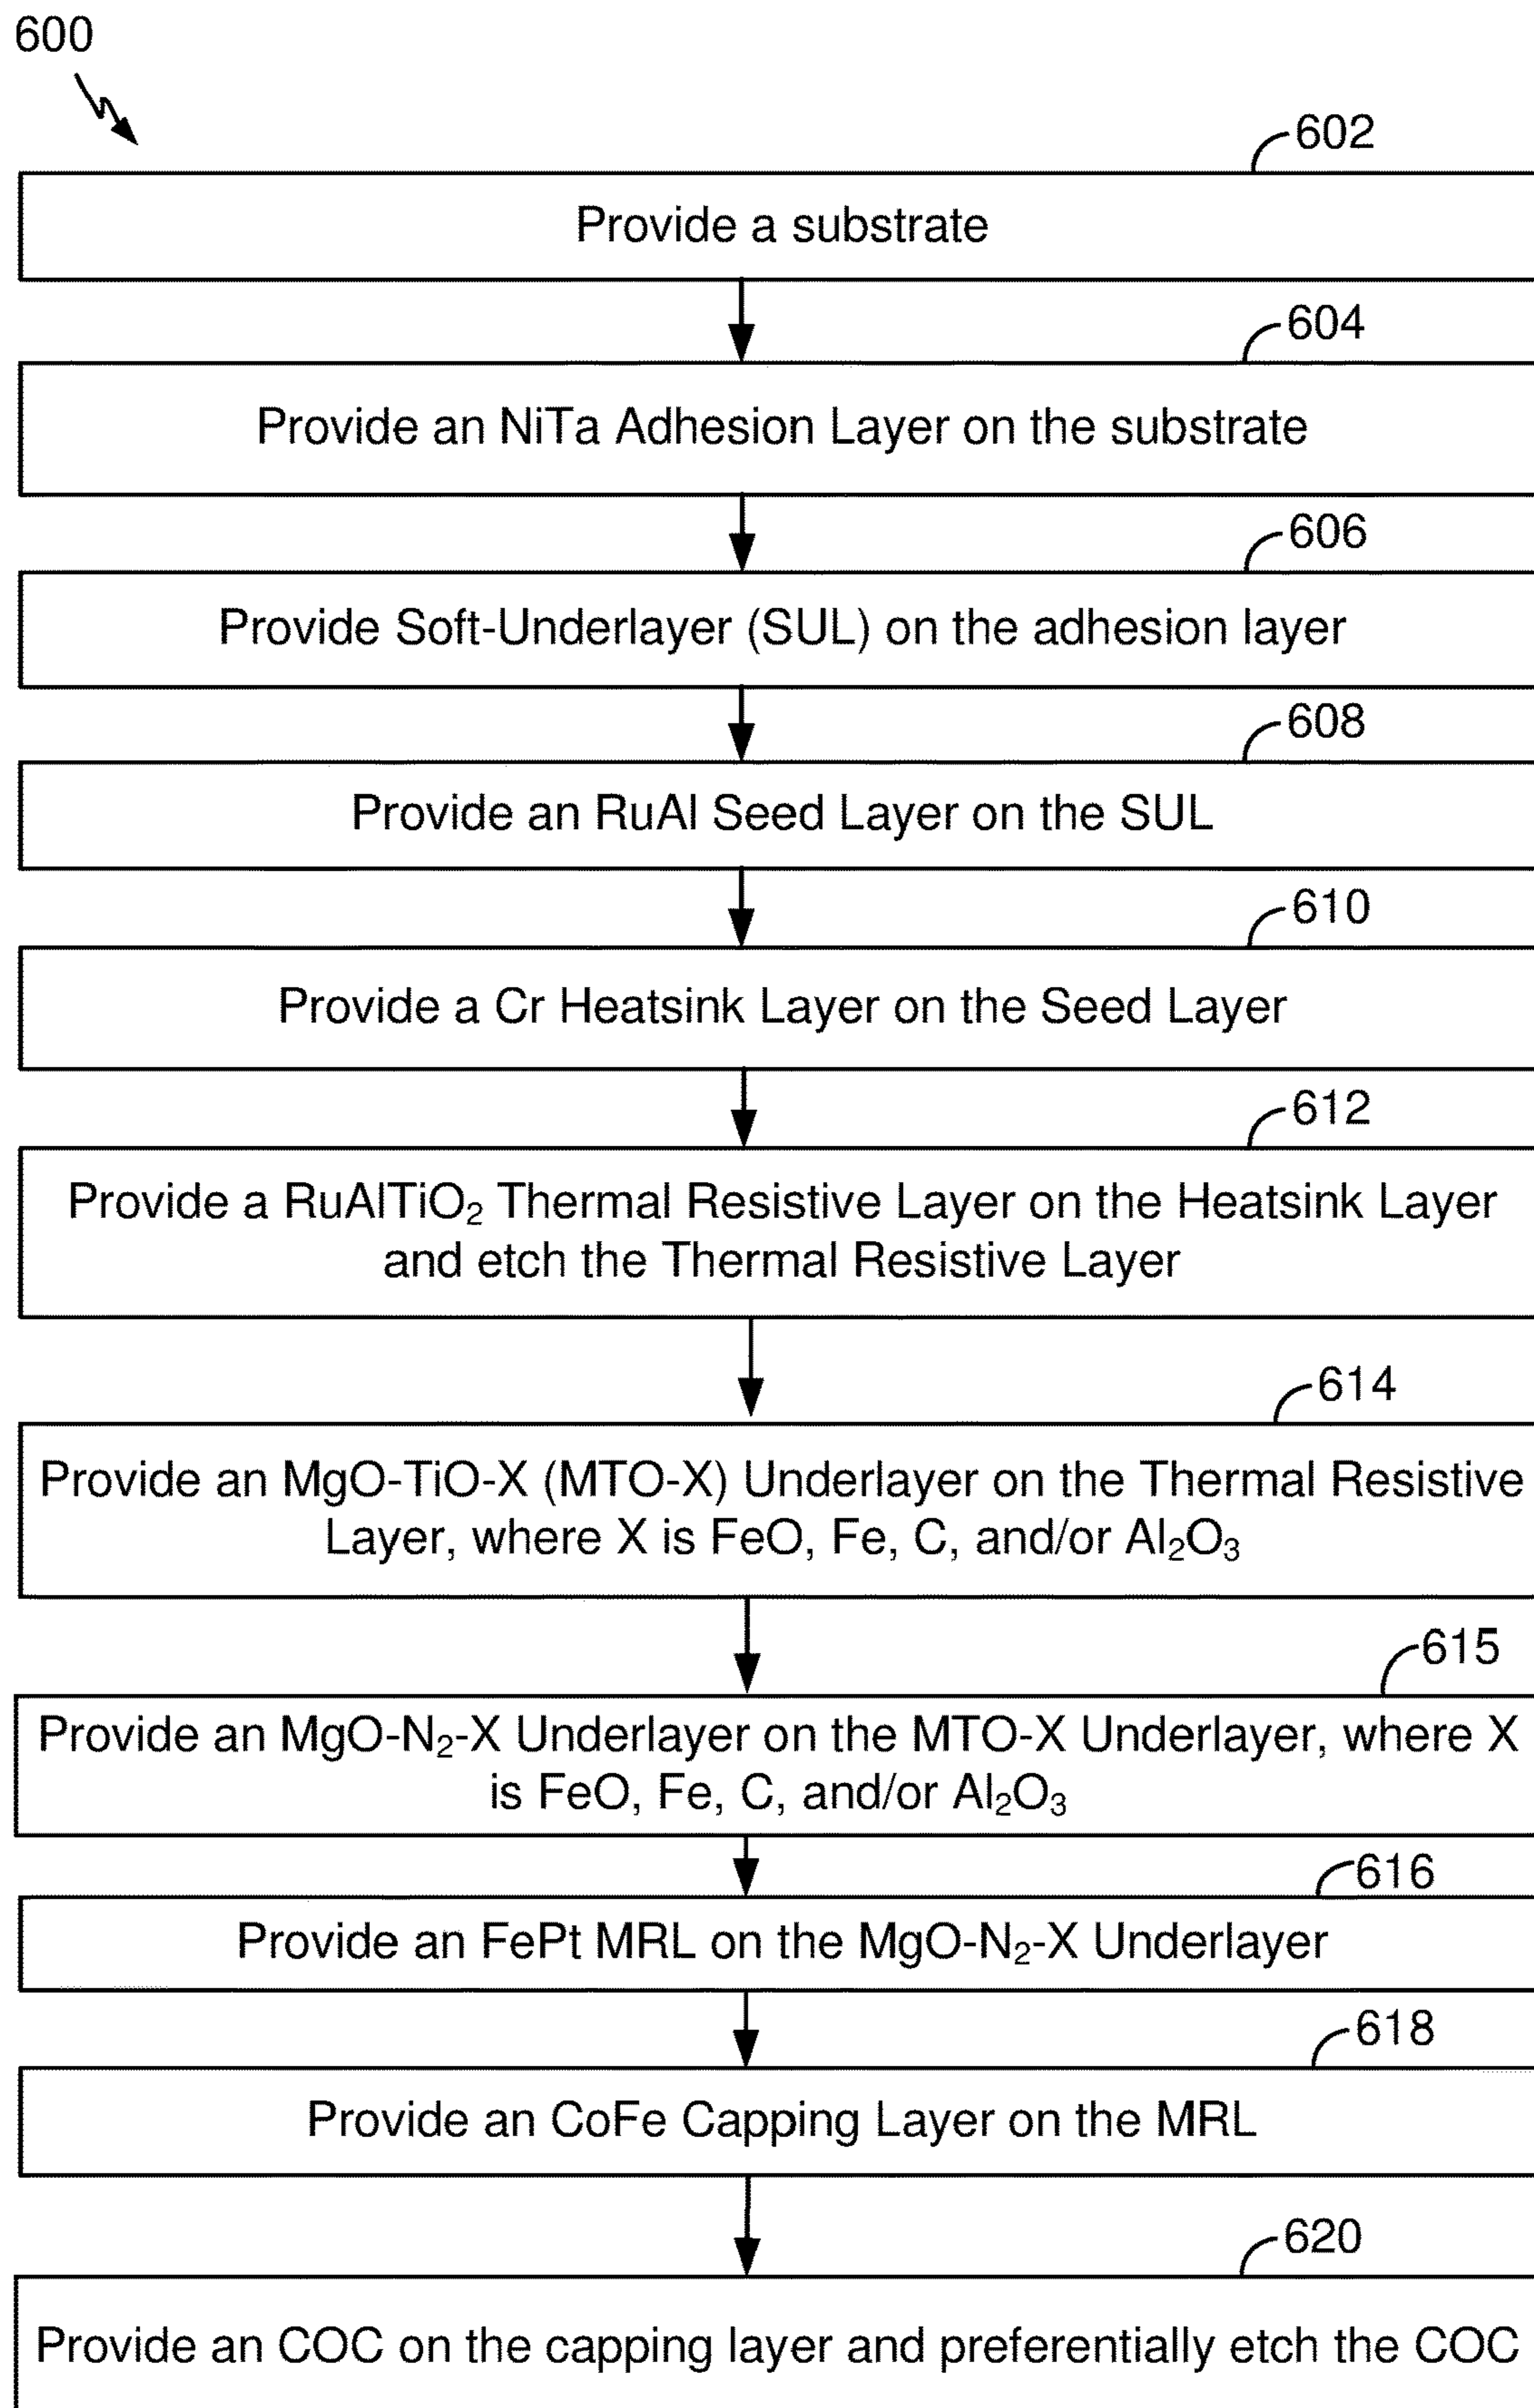 600
602
Provide a substrate
604
Provide an NiTa Adhesion Layer on the substrate
606
Provide Soft-Underlayer (SUL) on the adhesion layer
608
Provide an RuAl Seed Layer on the SUL
610
Provide a Cr Heatsink Layer on the Seed Layer
612
Provide a RuAlTiO₂ Thermal Resistive Layer on the Heatsink Layer
and etch the Thermal Resistive Layer
614
Provide an MgO-TiO-X (MTO-X) Underlayer on the Thermal Resistive
Layer, where X is FeO, Fe, C, and/or Al₂O₃
615
Provide an MgO-N₂-X Underlayer on the MTO-X Underlayer, where X
is FeO, Fe, C, and/or Al₂O₃
616
Provide an FePt MRL on the MgO-N₂-X Underlayer
618
Provide an CoFe Capping Layer on the MRL
620
Provide an COC on the capping layer and preferentially etch the COC